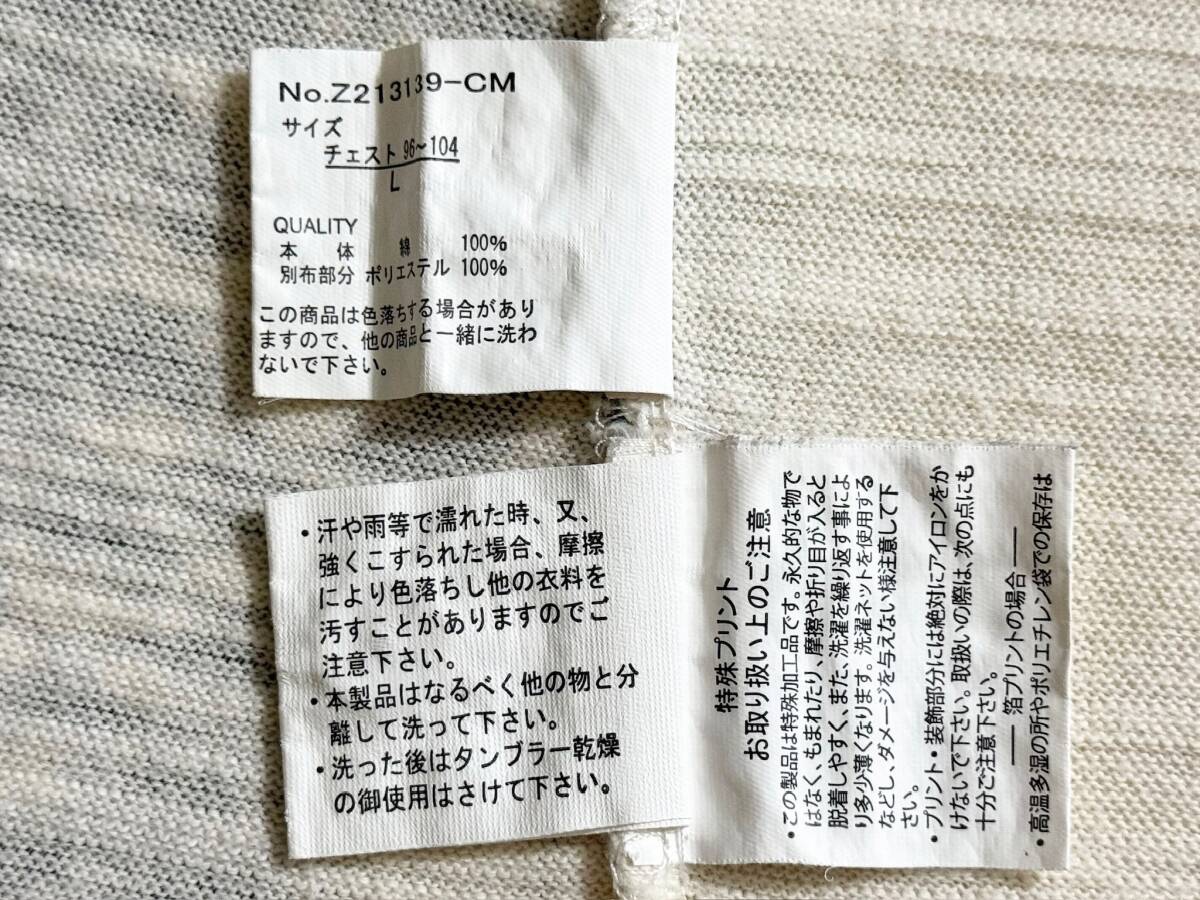 No.Z213139-CM
サイズ
チェスト 96~104
L
QUALITY
本　体　綿　100%
別布部分 ポリエステル 100%
この商品は色落ちする場合があり
ますので、他の商品と一緒に洗わ
ないで下さい。
・汗や雨等で濡れた時、又、
強くこすられた場合、摩擦
により色落ちし他の衣料を
汚すことがありますのでご
注意下さい。
・本製品はなるべく他の物と分
離して洗って下さい。
・洗った後はタンブラー乾燥
の御使用はさけて下さい。
特殊プリント
お取り扱い上のご注意
・この製品は特殊加工品です。永久的な物で
はなく、もまれたり、摩擦や折り目が入ると
脱着しやすく、また、洗濯を繰り返す事によ
り多少薄くなります。洗濯ネットを使用する
などし、ダメージを与えない様注意して下
さい。
・プリント・装飾部分には絶対にアイロンをか
けないで下さい。取扱いの際は、次の点にも
十分ご注意下さい。
―― 箔プリントの場合 ――
・高温多湿の所やポリエチレン袋での保存は